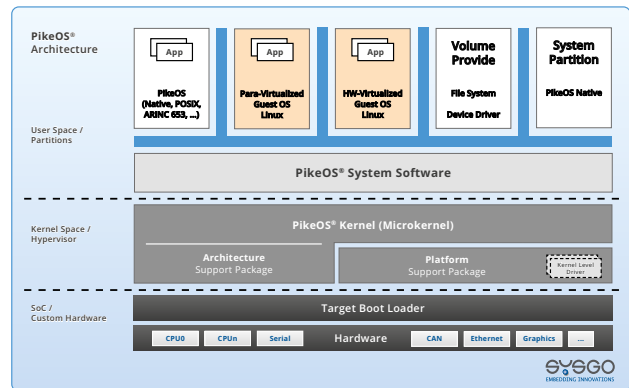 PikeOS®
Architecture
App
App
App
PikeOS
(Native, POSIX,
ARINC 653, ...)
Para-Virtualized
Guest OS
Linux
HW-Virtualized
Guest OS
Linux
Volume
Provide
File System
Device Driver
System
Partition
PikeOS Native
User Space /
Partitions
PikeOS® System Software
Kernel Space /
Hypervisor
PikeOS® Kernel (Microkernel)
Architecture
Support Package
Platform
Support Package
Kernel Level
Driver
SoC /
Custom Hardware
Target Boot Loader
CPU0
CPUn
Serial
Hardware
CAN
Ethernet
Graphics
...
SYSGO
EMBEDDING INNOVATIONS